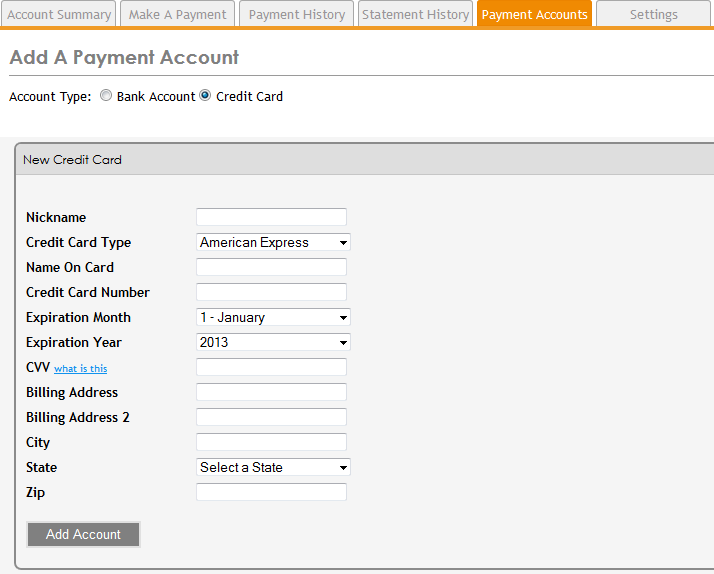 Account Summary Make A Payment Payment History Statement History Payment Accounts Settings
Add A Payment Account
Account Type: Bank Account Credit Card
New Credit Card
Nickname
Credit Card Type American Express
Name On Card
Credit Card Number
Expiration Month 1 - January
Expiration Year 2013
CVV what is this
Billing Address
Billing Address 2
City
State Select a State
Zip
Add Account